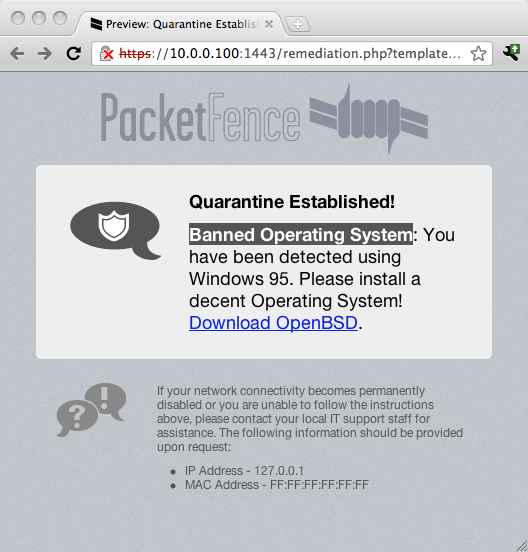 Preview: Quarantine Establish
https://10.0.0.100:1443/remediation.php?template...
PacketFence
Quarantine Established!
Banned Operating System: You
have been detected using
Windows 95. Please install a
decent Operating System!
Download OpenBSD.
?!
If your network connectivity becomes permanently
disabled or you are unable to follow the instructions
above, please contact your local IT support staff for
assistance. The following information should be provided
upon request:
• IP Address - 127.0.0.1
• MAC Address - FF:FF:FF:FF:FF:FF